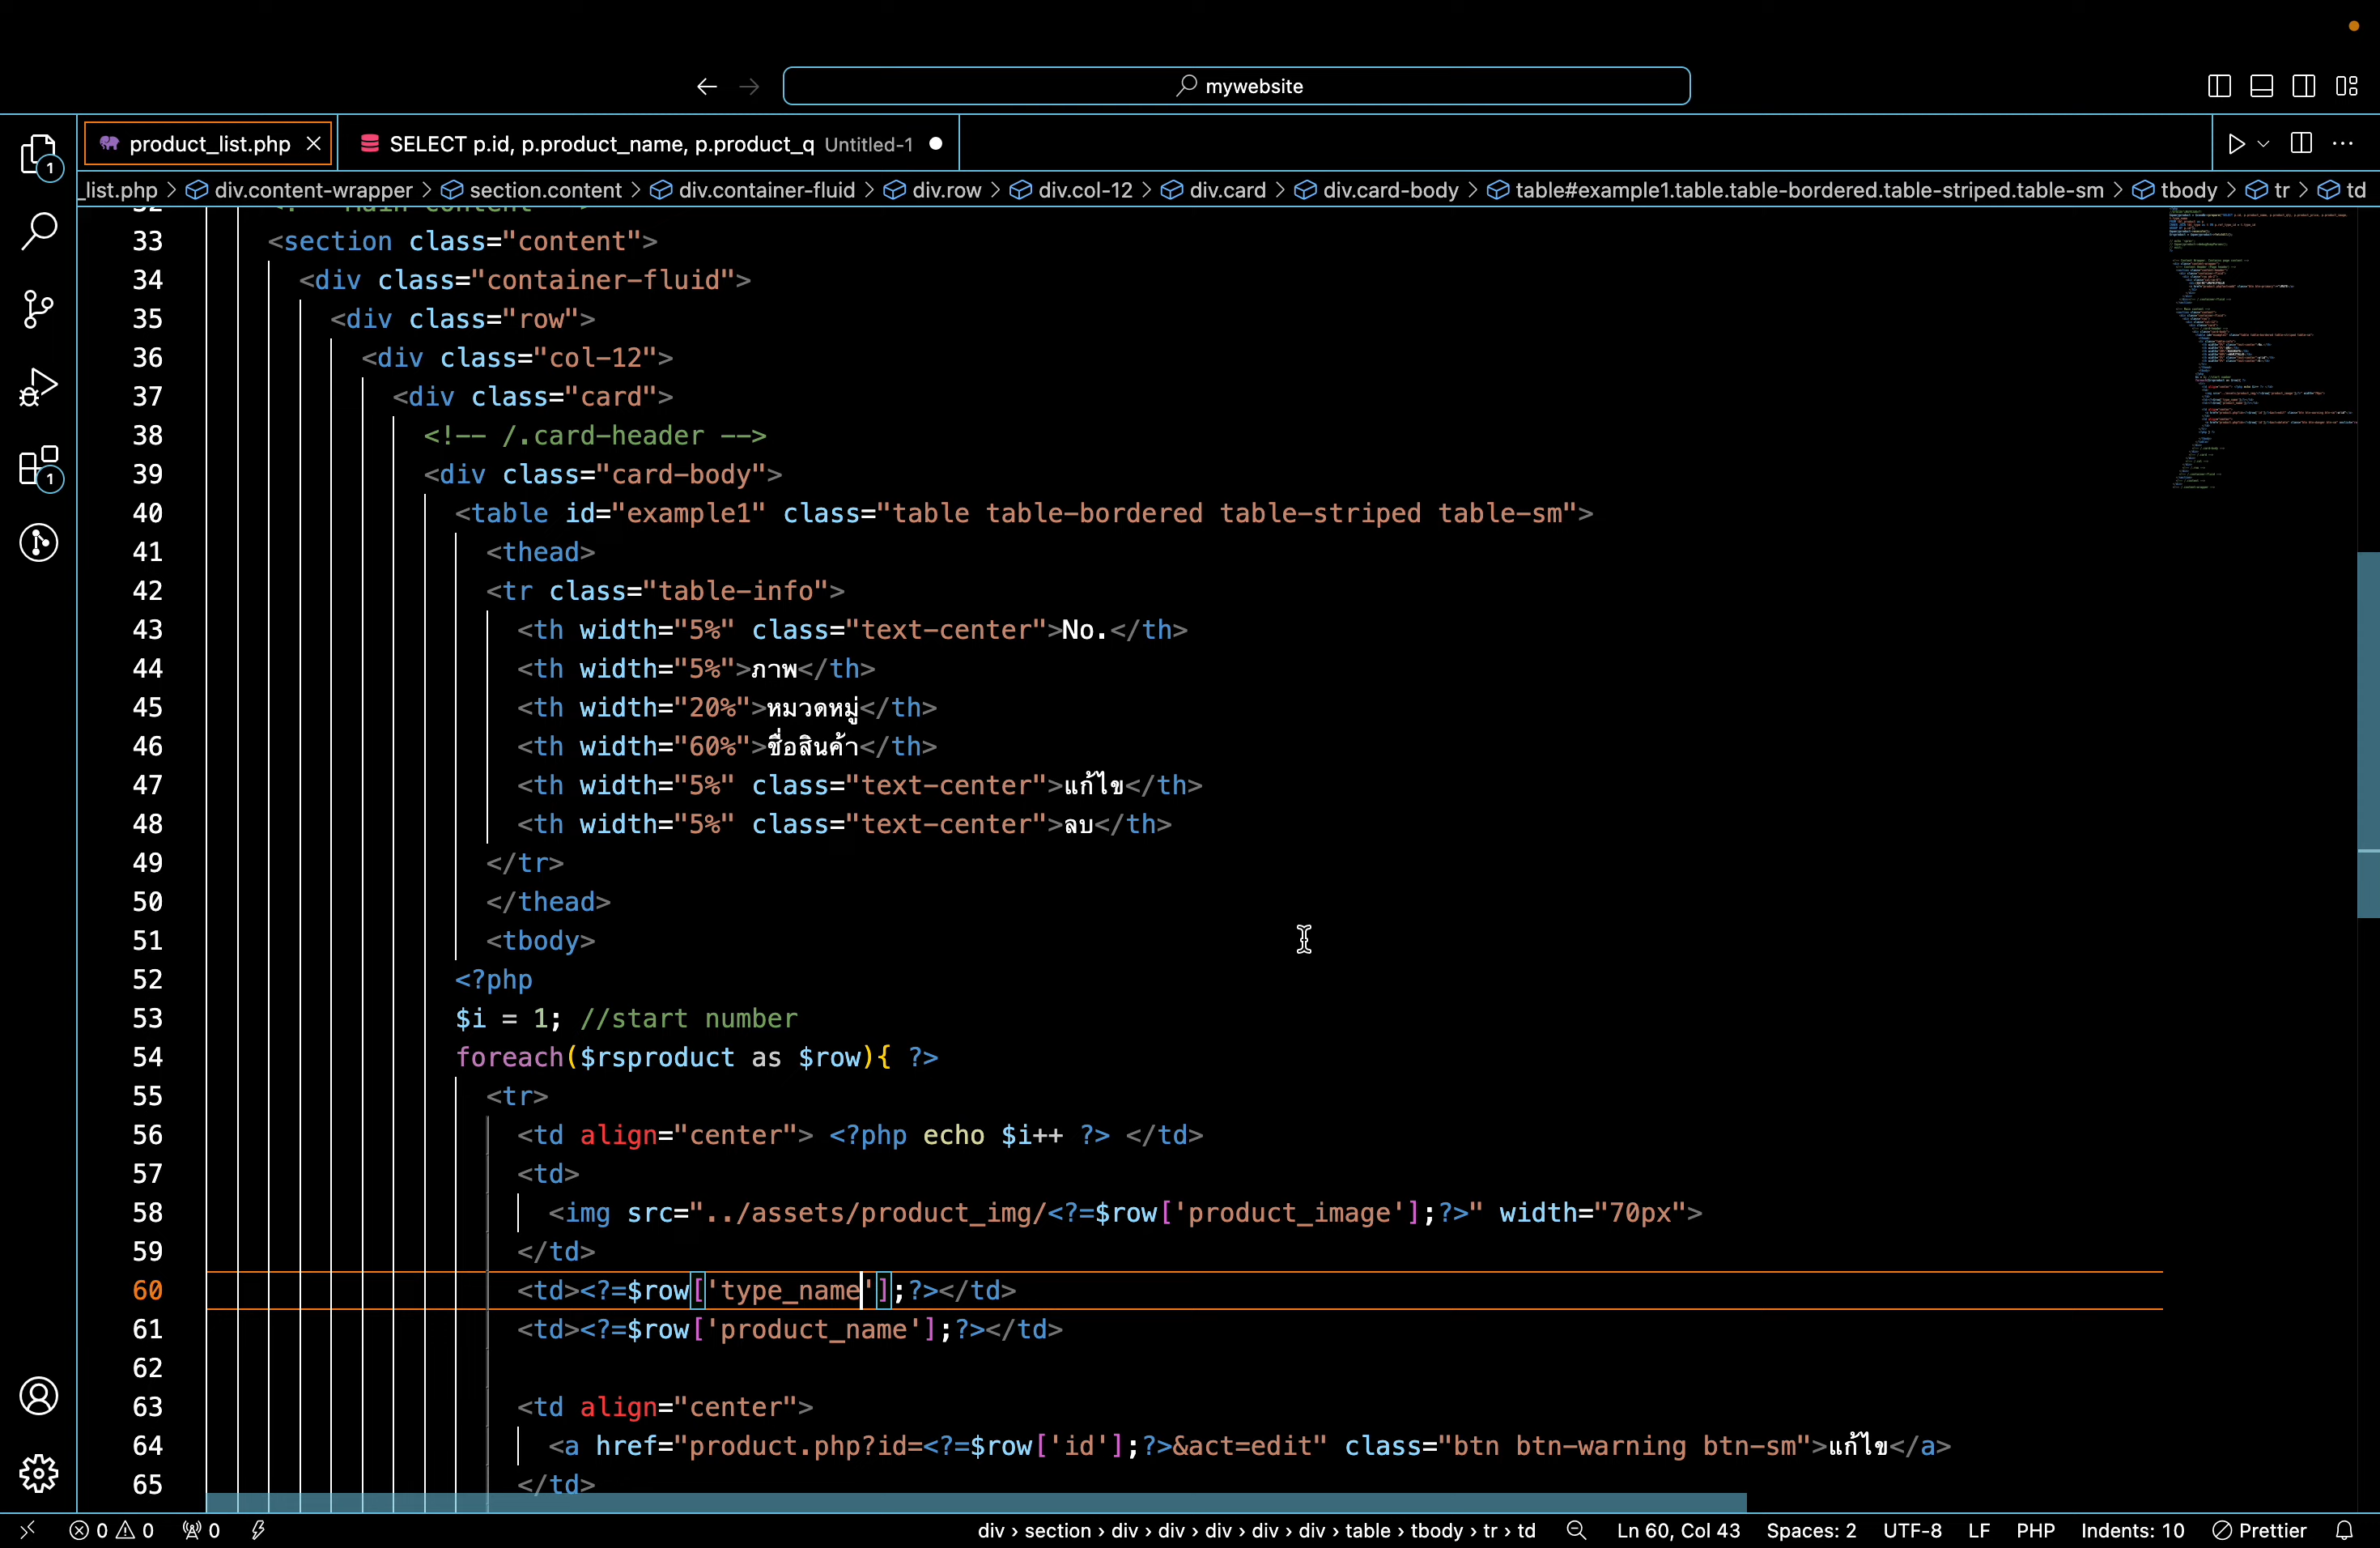 mywebsite
product_list.php
SELECT p.id, p.product_name, p.product_q Untitled-1
_list.php > div.content-wrapper > section.content > div.container-fluid > div.row > div.col-12 > div.card > div.card-body > table#example1.table.table-bordered.table-striped.table-sm > tbody > tr > td
33 <section class="content">
34 <div class="container-fluid">
35 <div class="row">
36 <div class="col-12">
37 <div class="card">
38 <!-- /.card-header -->
39 <div class="card-body">
40 <table id="example1" class="table table-bordered table-striped table-sm">
41 <thead>
42 <tr class="table-info">
43 <th width="5%" class="text-center">No.</th>
44 <th width="5%">ภาพ</th>
45 <th width="20%">หมวดหมู่</th>
46 <th width="60%">ชื่อสินค้า</th>
47 <th width="5%" class="text-center">แก้ไข</th>
48 <th width="5%" class="text-center">ลบ</th>
49 </tr>
50 </thead>
51 <tbody>
52 <?php
53 $i = 1; //start number
54 foreach($rsproduct as $row){ ?>
55 <tr>
56 <td align="center"> <?php echo $i++ ?> </td>
57 <td>
58 <img src="../assets/product_img/<?=$row['product_image'];?>" width="70px">
59 </td>
60 <td><?=$row['type_name'];?></td>
61 <td><?=$row['product_name'];?></td>
62
63 <td align="center">
64 <a href="product.php?id=<?=$row['id'];?>&act=edit" class="btn btn-warning btn-sm">แก้ไข</a>
65 </td>
1
1
0 0 0 div > section > div > div > div > div > div > table > tbody > tr > td Ln 60, Col 43 Spaces: 2 UTF-8 LF PHP Indents: 10 Prettier